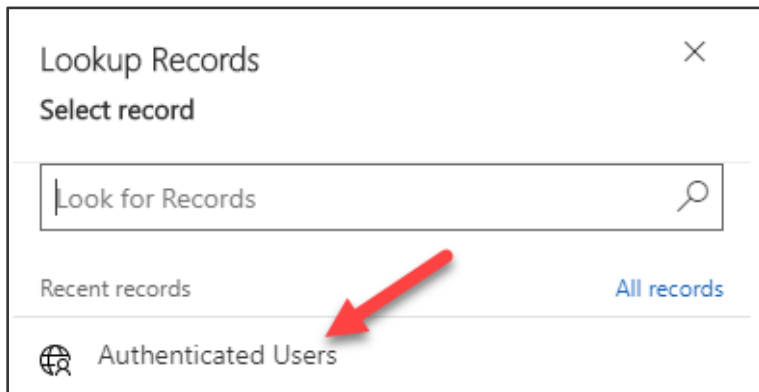 Lookup Records
Select record
Look for Records
Recent records All records
Authenticated Users